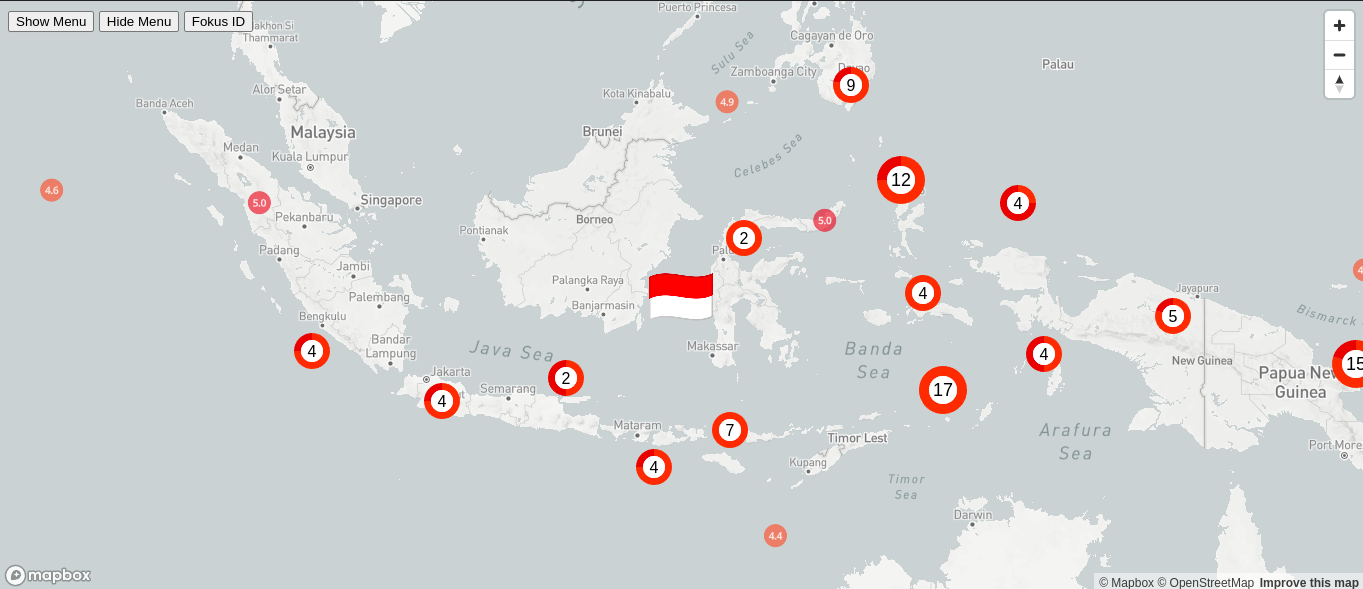 Show Menu
Hide Menu
Fokus ID
Puerto Princesa
Nakhon Si
Thammarat
Cagayan de Oro
Sulu Sea
Palau
Zamboanga City
Davao
9
Alor Setar
Kota Kinabalu
4.9
Banda Aceh
Malaysia
Brunei
Medan
Kuala Lumpur
Celebes Sea
12
4.6
5.0
Singapore
4
Pekanbaru
Borneo
5.0
Pontianak
2
Padang
Jambi
Palangka Raya
4
Jayapura
Palembang
Banjarmasin
Bengkulu
5
Bismarck
4
Bandar
Lampung
Java Sea
Makassar
Banda
Sea
4
New Guinea
15
Papua New
Guinea
Jakarta
2
Semarang
17
4
Mataram
7
Timor Lest
Arafura
Sea
Port More
4
Kupang
Timor
Sea
Darwin
4.4
mapbox
© Mapbox © OpenStreetMap Improve this map